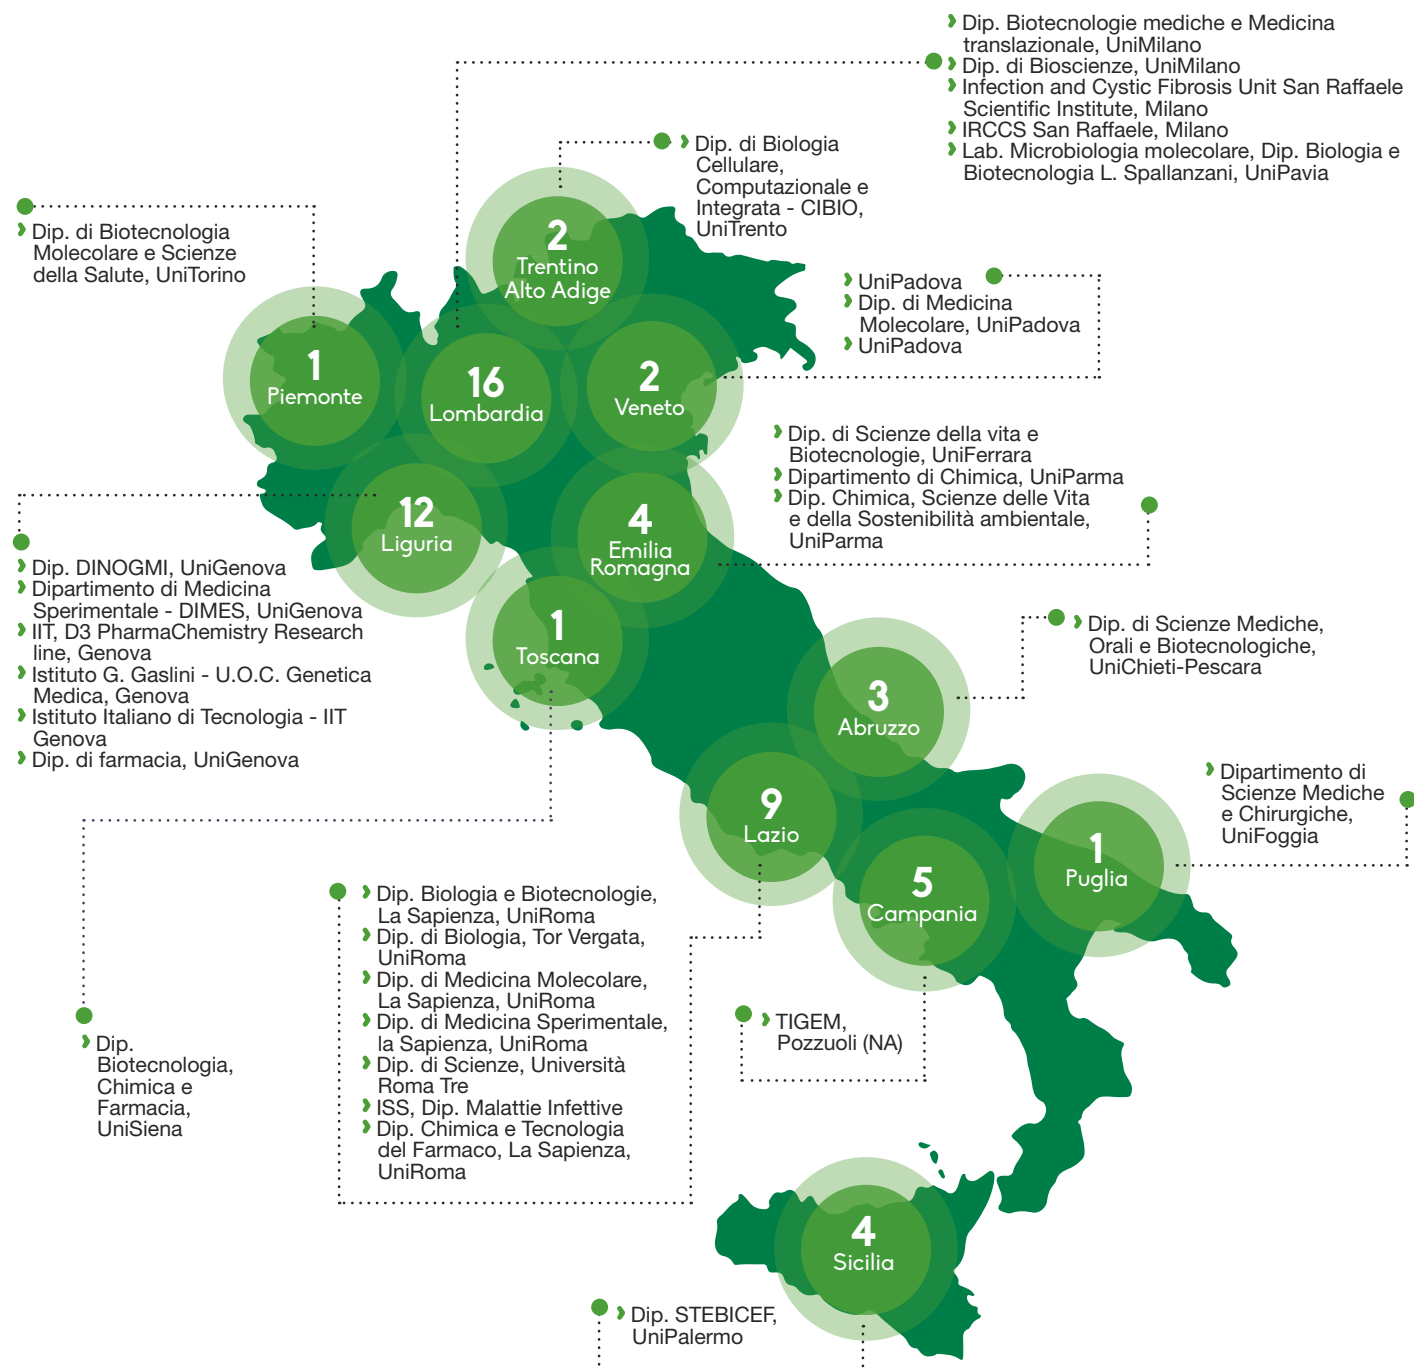 Dip. Biotecnologie mediche e Medicina
translazionale, UniMilano
Dip. di Bioscienze, UniMilano
Infection and Cystic Fibrosis Unit San Raffaele
Scientific Institute, Milano
IRCCS San Raffaele, Milano
Lab. Microbiologia molecolare, Dip. Biologia e
Biotecnologia L. Spallanzani, UniPavia
Dip. di Biologia
Cellulare,
Computazionale e
Integrata - CIBIO,
UniTrento
Dip. di Biotecnologia
Molecolare e Scienze
della Salute, UniTorino
2
Trentino
Alto Adige
UniPadova
Dip. di Medicina
Molecolare, UniPadova
UniPadova
1
Piemonte
16
Lombardia
2
Veneto
Dip. di Scienze della vita e
Biotecnologie, UniFerrara
Dipartimento di Chimica, UniParma
Dip. Chimica, Scienze delle Vita
e della Sostenibilità ambientale,
UniParma
12
Liguria
4
Emilia
Romagna
Dip. DINOGMI, UniGenova
Dipartimento di Medicina
Sperimentale - DIMES, UniGenova
IIT, D3 PharmaChemistry Research
line, Genova
Istituto G. Gaslini - U.O.C. Genetica
Medica, Genova
Istituto Italiano di Tecnologia - IIT
Genova
Dip. di farmacia, UniGenova
1
Toscana
Dip. di Scienze Mediche,
Orali e Biotecnologiche,
UniChieti-Pescara
3
Abruzzo
Dipartimento di
Scienze Mediche
e Chirurgiche,
UniFoggia
9
Lazio
5
Campania
1
Puglia
Dip. Biologia e Biotecnologie,
La Sapienza, UniRoma
Dip. di Biologia, Tor Vergata,
UniRoma
Dip. di Medicina Molecolare,
La Sapienza, UniRoma
Dip. di Medicina Sperimentale,
la Sapienza, UniRoma
Dip. di Scienze, Università
Roma Tre
ISS, Dip. Malattie Infettive
Dip. Chimica e Tecnologia
del Farmaco, La Sapienza,
UniRoma
TIGEM,
Pozzuoli (NA)
Dip.
Biotecnologia,
Chimica e
Farmacia,
UniSiena
4
Sicilia
Dip. STEBICEF,
UniPalermo